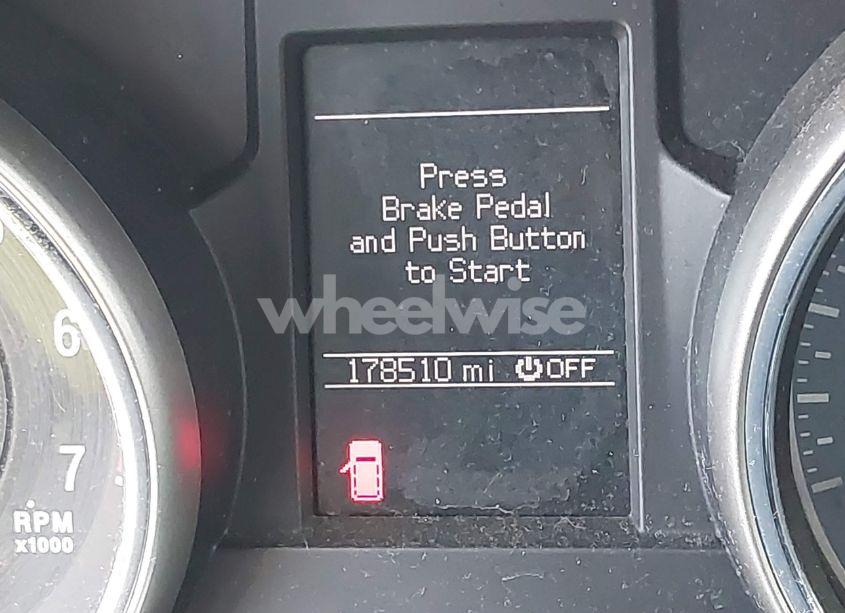 Press
Brake Pedal
and Push Button
to Start
wheelwise
178510 mi OFF
6
7
RPM
x1000